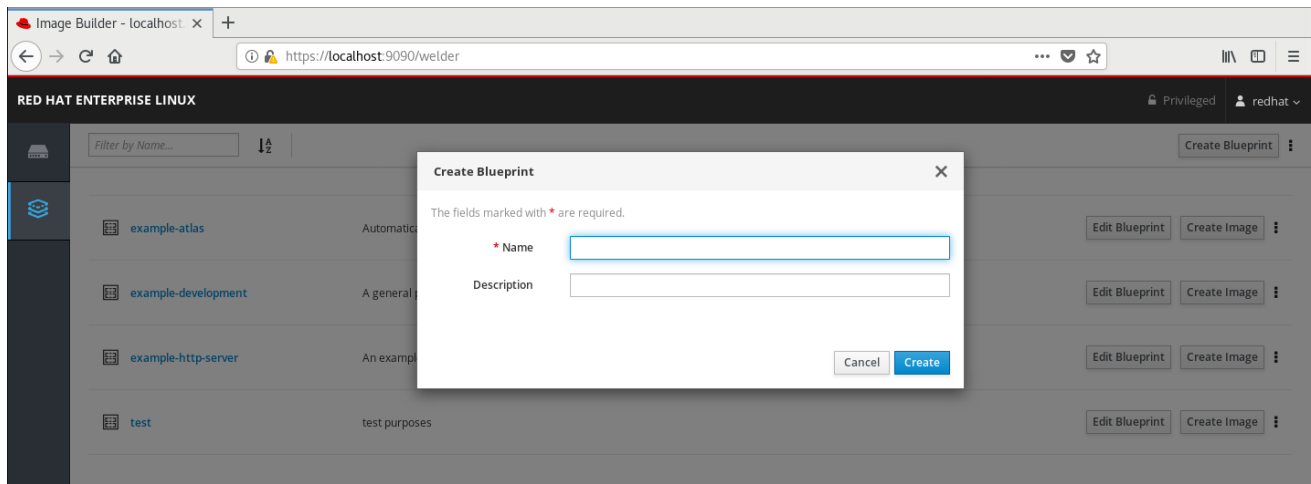 Image Builder - localhost.
https://localhost:9090/welder
RED HAT ENTERPRISE LINUX
Privileged
redhat
Filter by Name...
Create Blueprint
Create Blueprint
The fields marked with * are required.
* Name
Description
Cancel
Create
example-atlas
Automatica
Edit Blueprint
Create Image
example-development
A general p
Edit Blueprint
Create Image
example-http-server
An exampl
Edit Blueprint
Create Image
test
test purposes
Edit Blueprint
Create Image